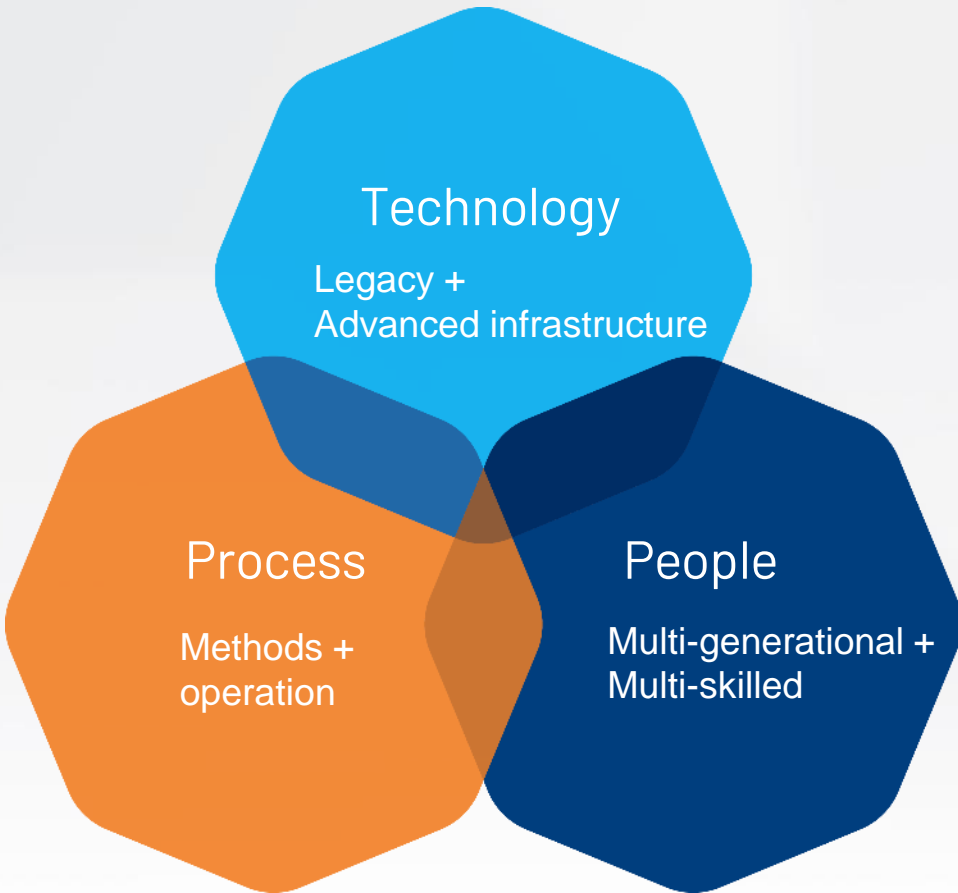 Technology
Legacy +
Advanced infrastructure
Process
Methods +
operation
People
Multi-generational +
Multi-skilled